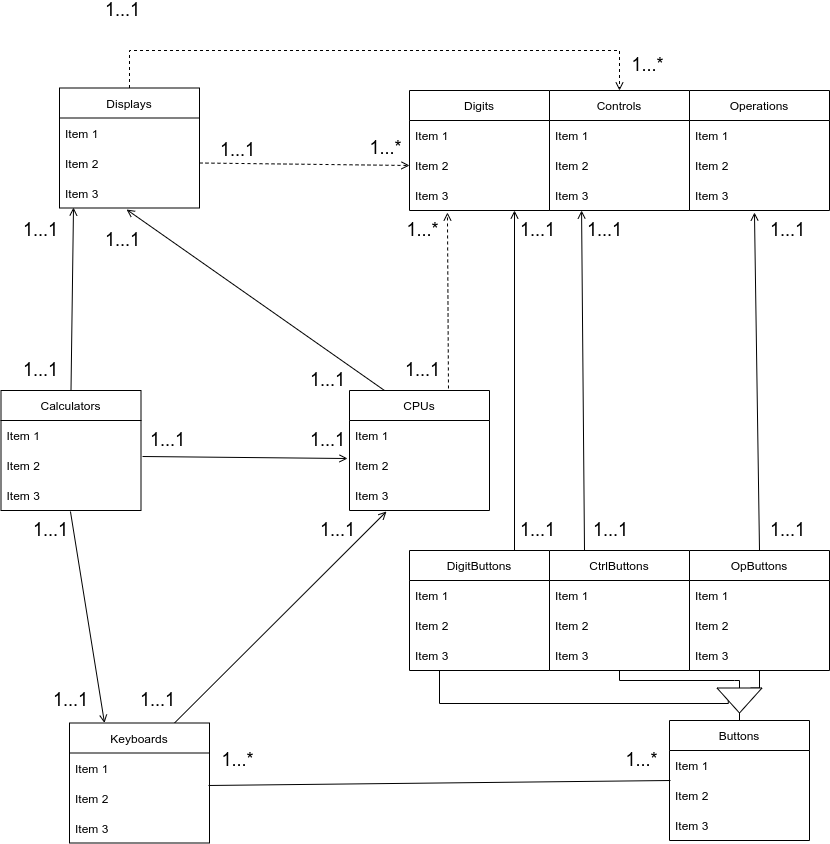 1...1
1...*
Displays
Item 1
Item 2
Item 3
Digits
Item 1
Item 2
Item 3
Controls
Item 1
Item 2
Item 3
Operations
Item 1
Item 2
Item 3
1...1
1...*
1...1
1...1
1...*
1...1
1...1
1...1
1...1
1...1
1...1
Calculators
Item 1
Item 2
Item 3
CPUs
Item 1
Item 2
Item 3
1...1
1...1
1...1
1...1
1...1
1...1
1...1
DigitButtons
Item 1
Item 2
Item 3
CtrlButtons
Item 1
Item 2
Item 3
OpButtons
Item 1
Item 2
Item 3
1...1
1...1
Keyboards
Item 1
Item 2
Item 3
1...*
1...*
Buttons
Item 1
Item 2
Item 3